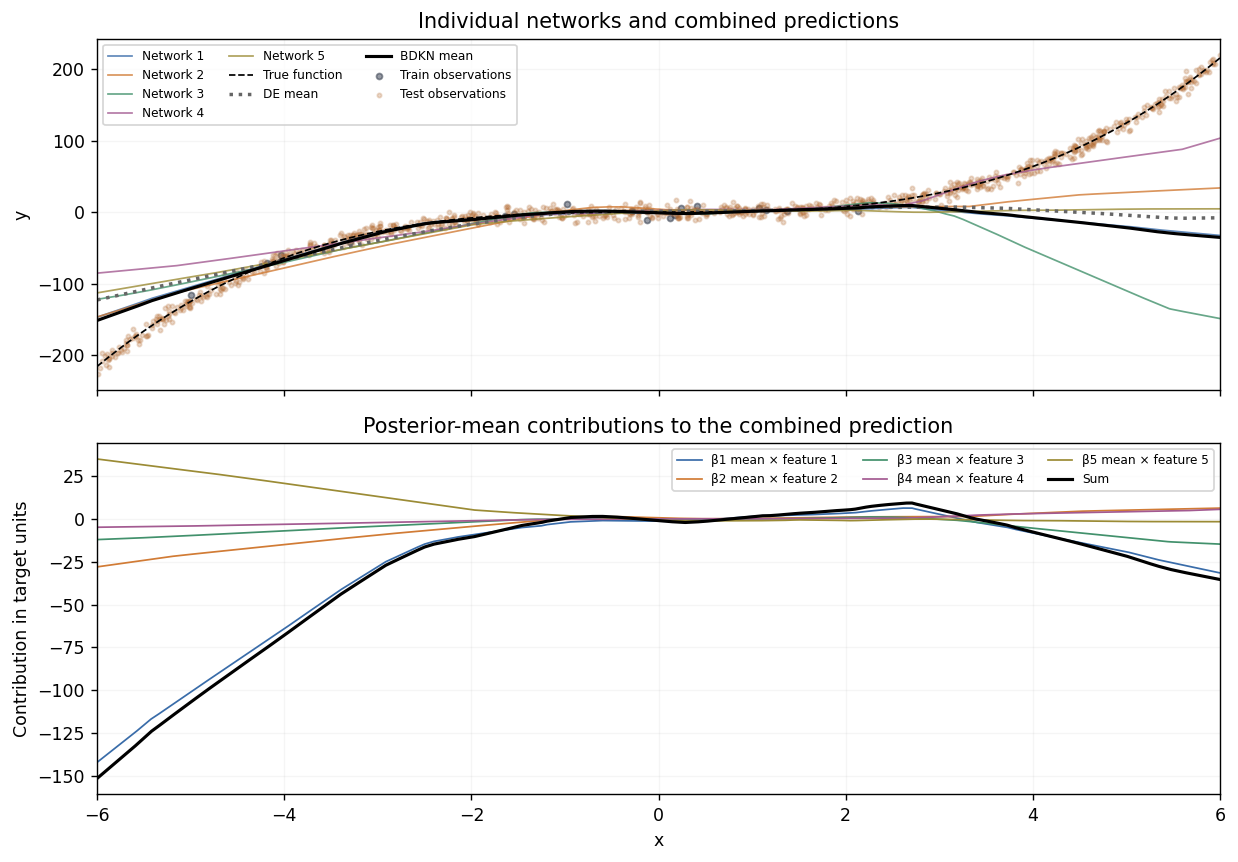 Individual networks and combined predictions
Network 1
Network 2
Network 3
Network 4
Network 5
True function
DE mean
BDKN mean
Train observations
Test observations
y
200
100
0
−100
−200
Posterior-mean contributions to the combined prediction
β1 mean × feature 1
β2 mean × feature 2
β3 mean × feature 3
β4 mean × feature 4
β5 mean × feature 5
Sum
Contribution in target units
25
0
−25
−50
−75
−100
−125
−150
−6
−4
−2
0
2
4
6
x